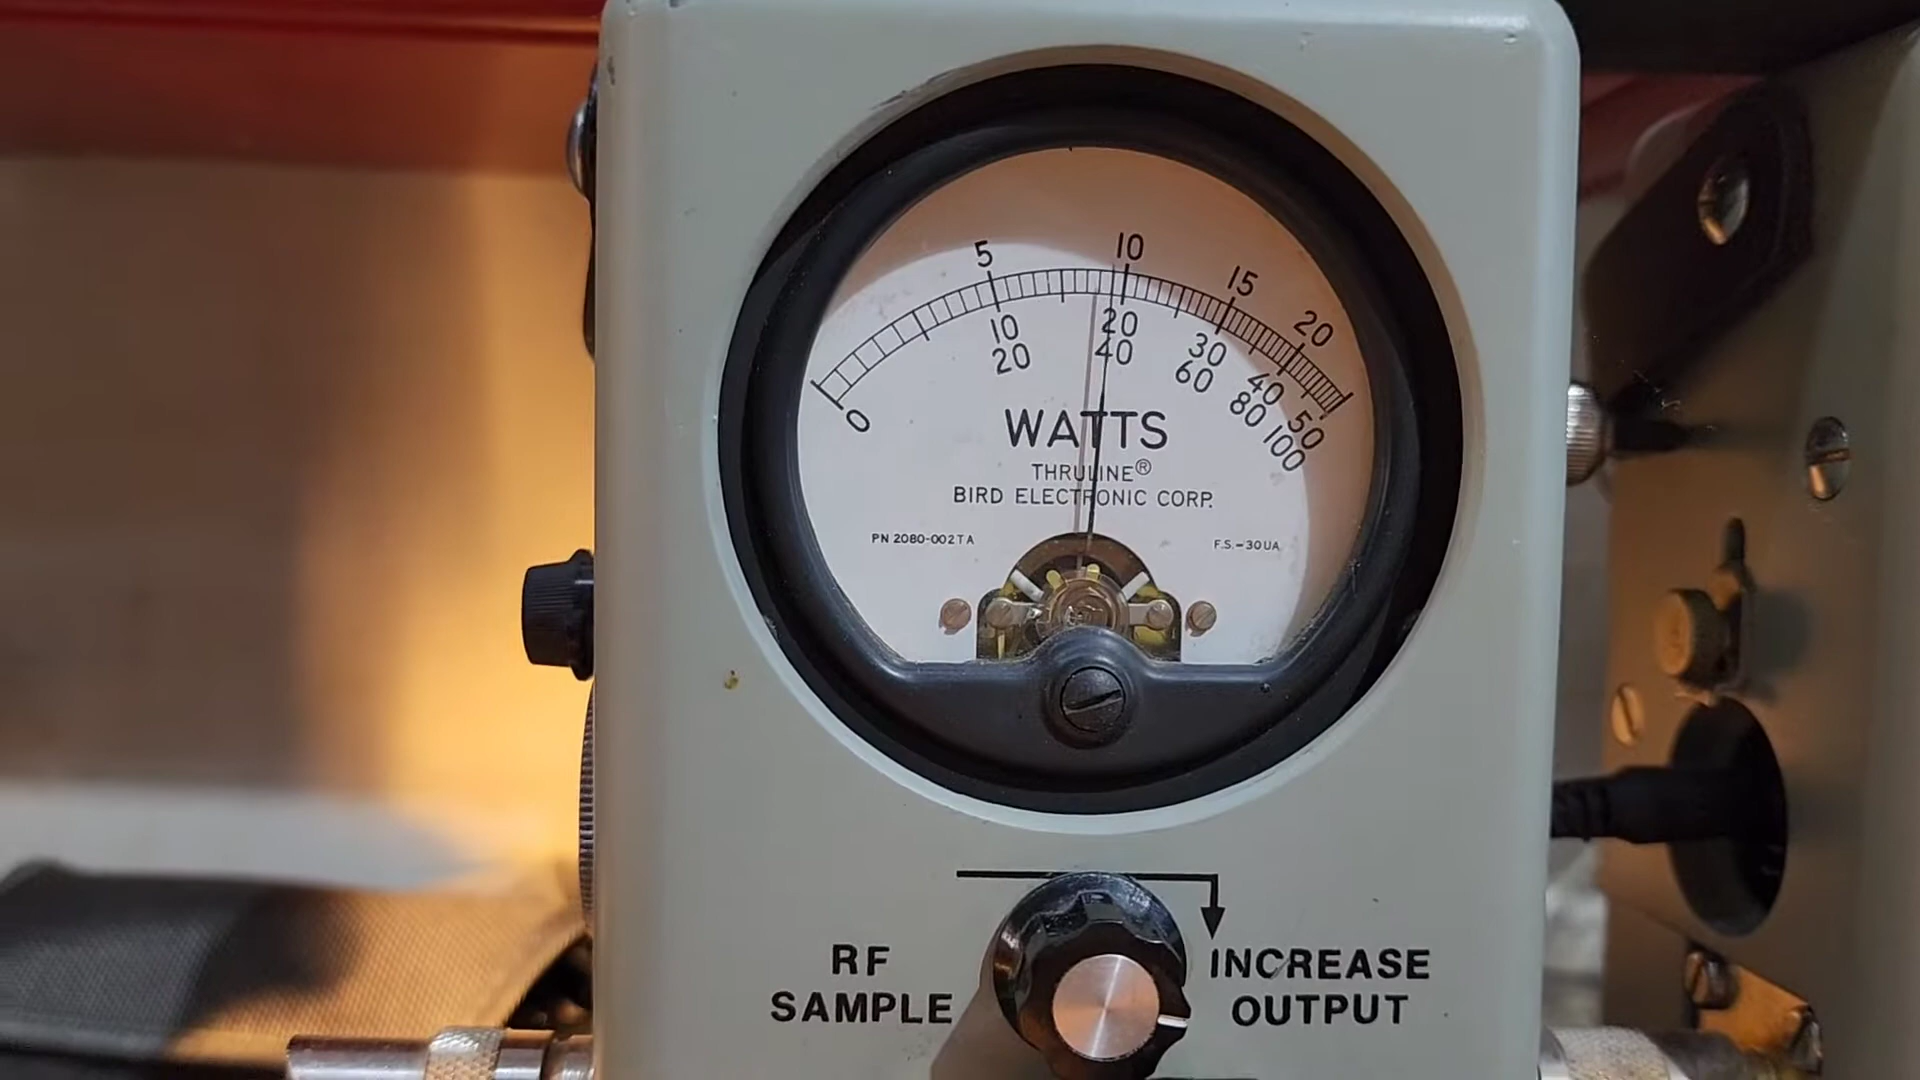 5 10 15 20
10 20 30 40 50
20 40 60 80 100
0
WATTS
THRULINE®
BIRD ELECTRONIC CORP.
PN 2080-002TA
F.S.-30UA
RF
SAMPLE
INCREASE
OUTPUT